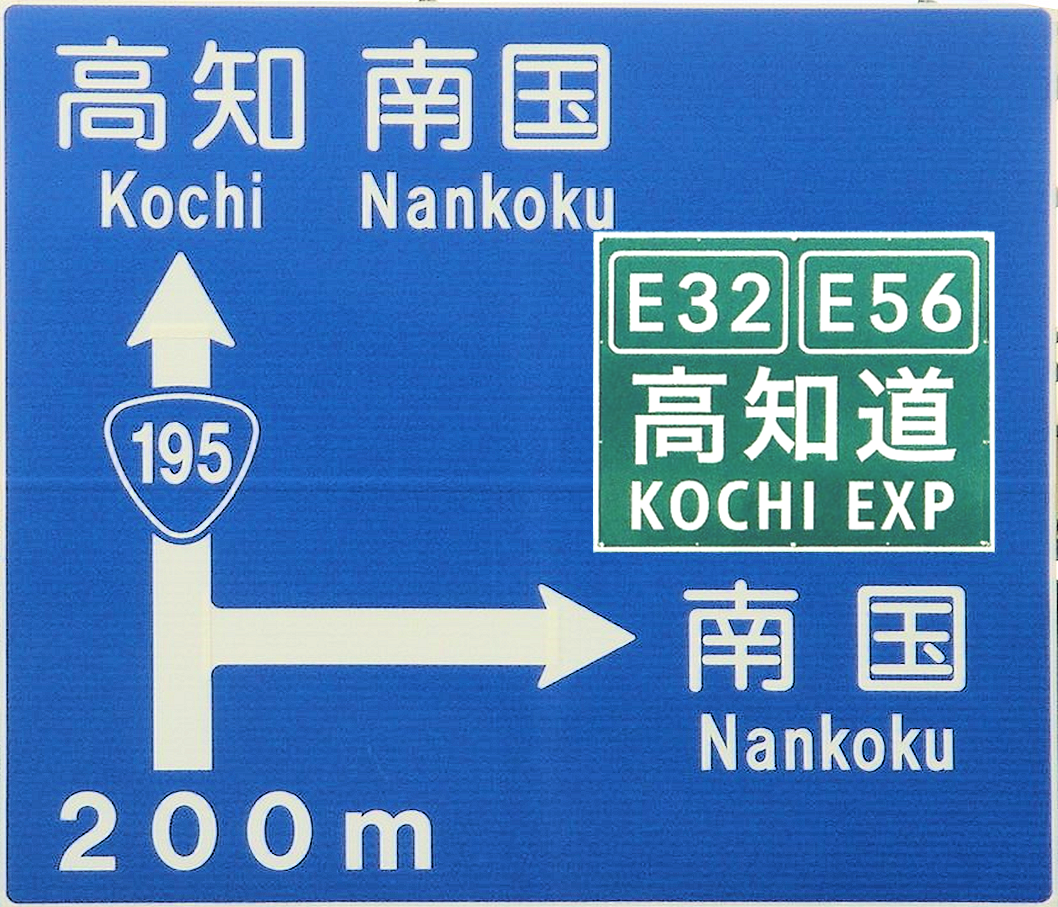 高知 南国
Kochi Nankoku
E32 E56
高知道
KOCHI EXP
195
南国
Nankoku
200m